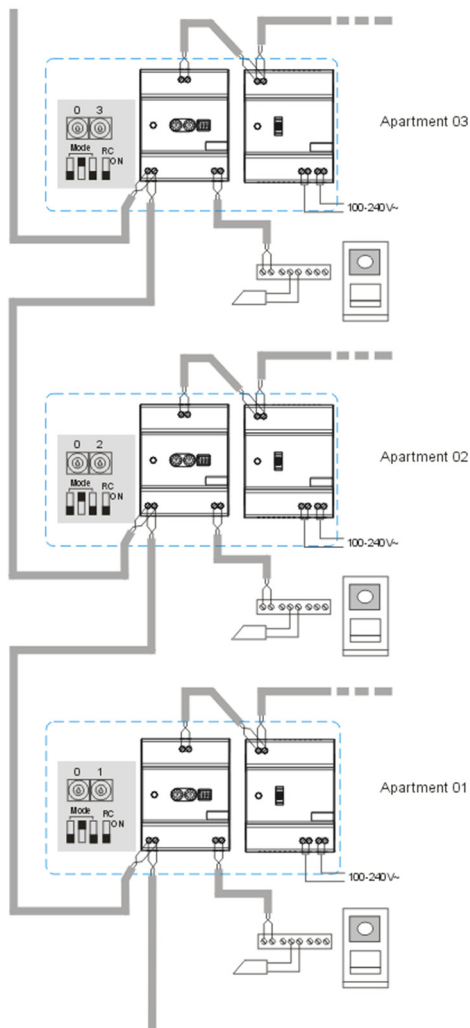 0 3
Mode RC
ON
Apartment 03
100-240V~
0 2
Mode RC
ON
Apartment 02
100-240V~
0 1
Mode RC
ON
Apartment 01
100-240V~